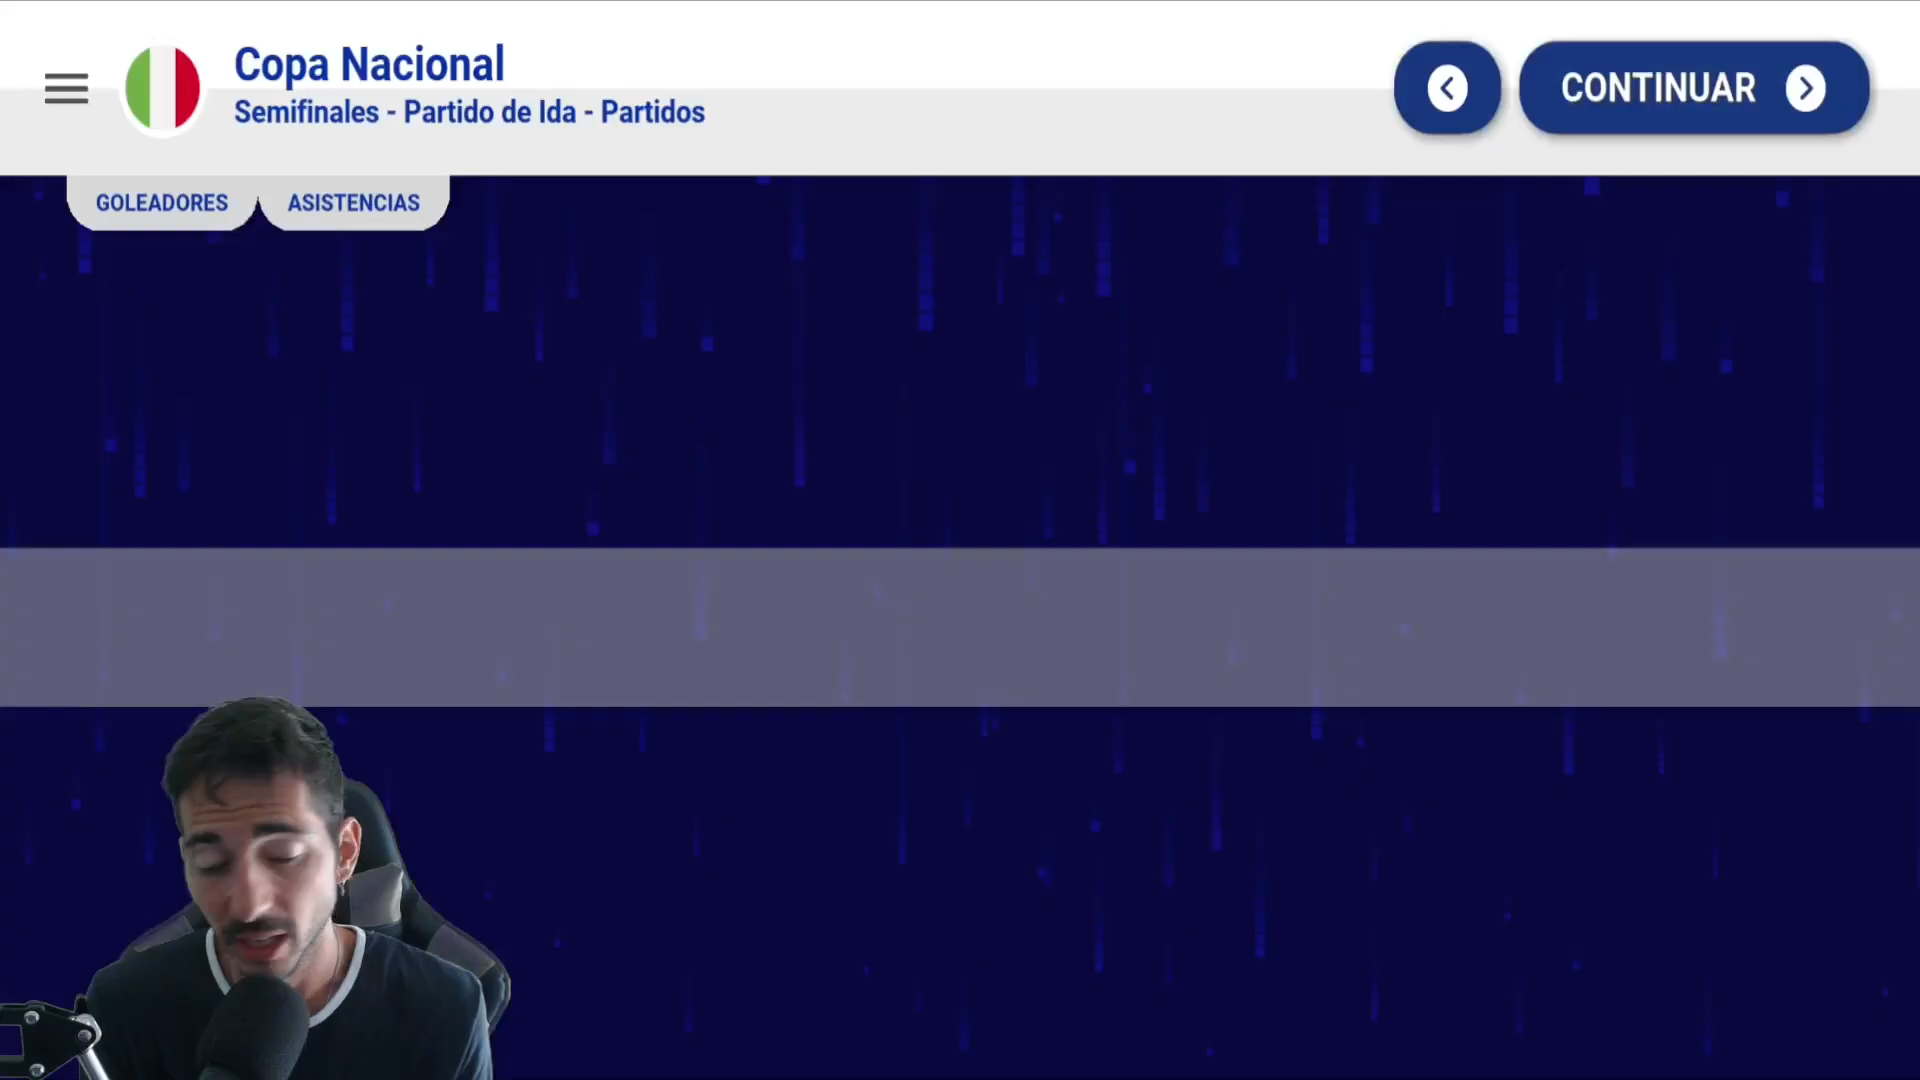 Copa Nacional
Semifinales - Partido de Ida - Partidos
CONTINUAR
GOLEADORES
ASISTENCIAS